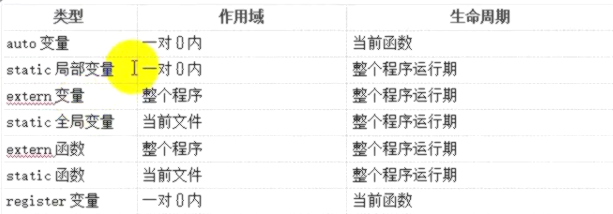 类型 作用域 生命周期
auto 变量 一对{}内 当前函数
static 局部变量 一对{}内 整个程序运行期
extern 变量 整个程序 整个程序运行期
static 全局变量 当前文件 整个程序运行期
extern 函数 整个程序 整个程序运行期
static 函数 当前文件 整个程序运行期
register 变量 一对{}内 当前函数